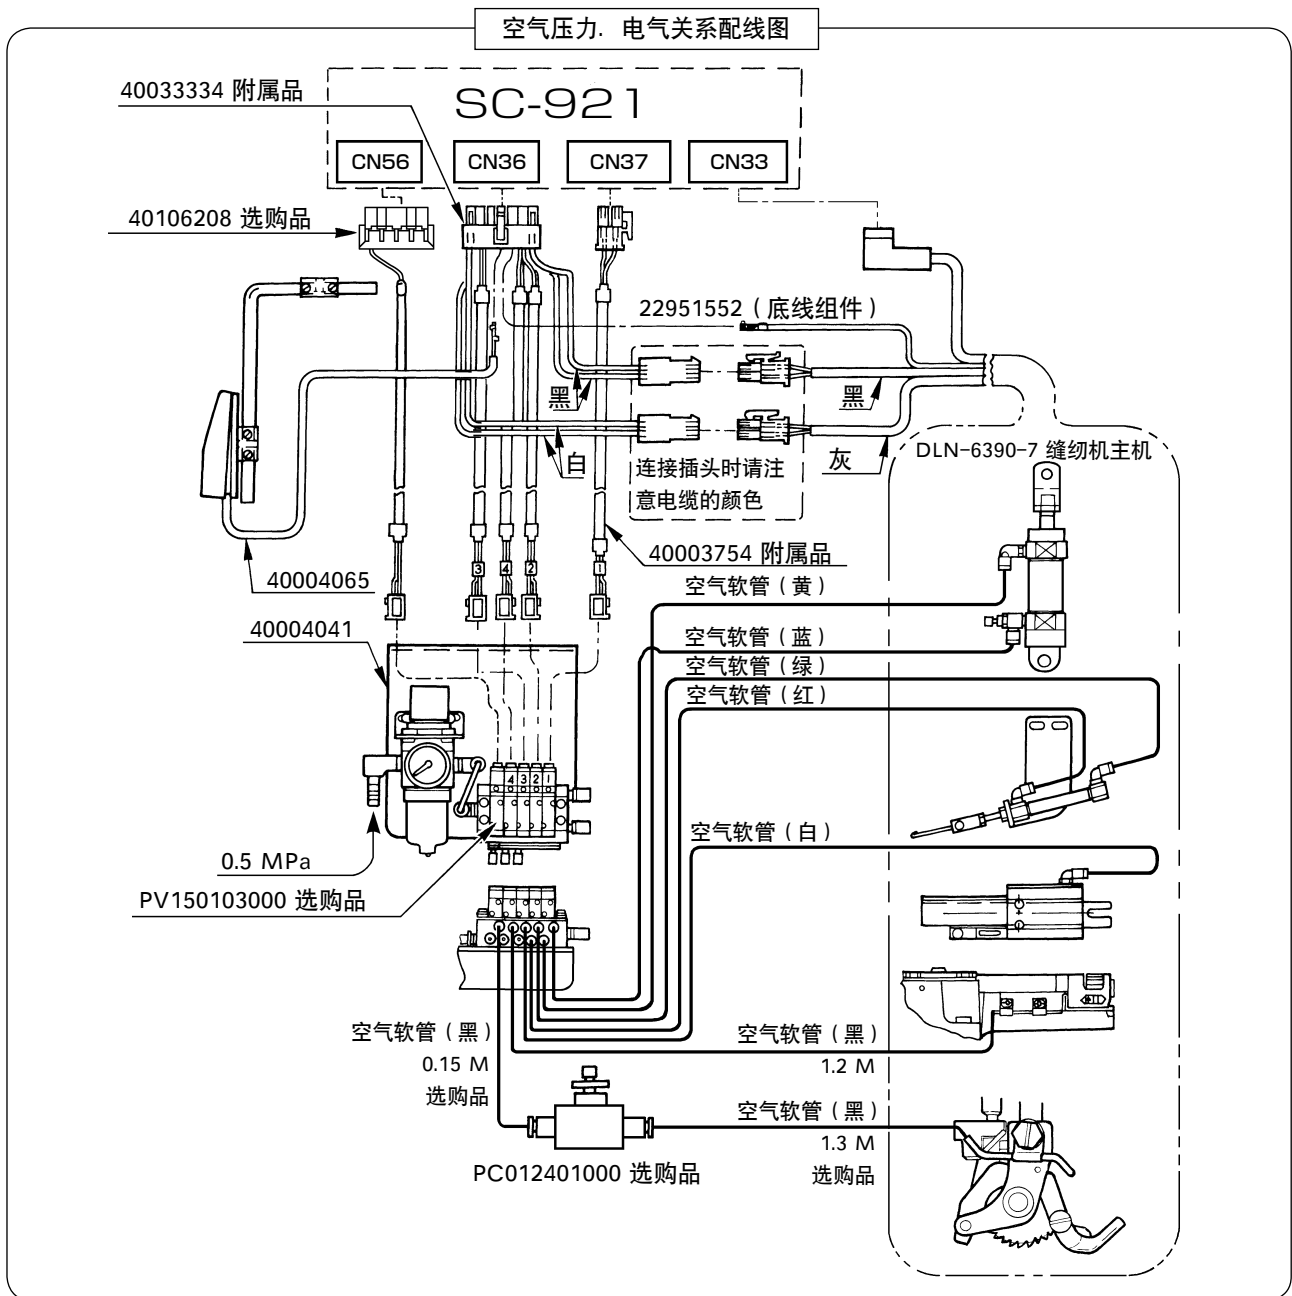 空气压力. 电气关系配线图
40033334 附属品
SC-921
CN56
CN36
CN37
CN33
40106208 选购品
22951552（底线组件）
黑
黑
白
灰
DLN-6390-7 缝纫机主机
连接插头时请注
意电缆的颜色
40003754 附属品
40004065
3
4
2
1
空气软管（黄）
40004041
空气软管（蓝）
空气软管（绿）
空气软管（红）
4
3
2
1
空气软管（白）
0.5 MPa
PV150103000 选购品
空气软管（黑）
0.15 M
选购品
空气软管（黑）
1.2 M
空气软管（黑）
1.3 M
选购品
PC012401000 选购品